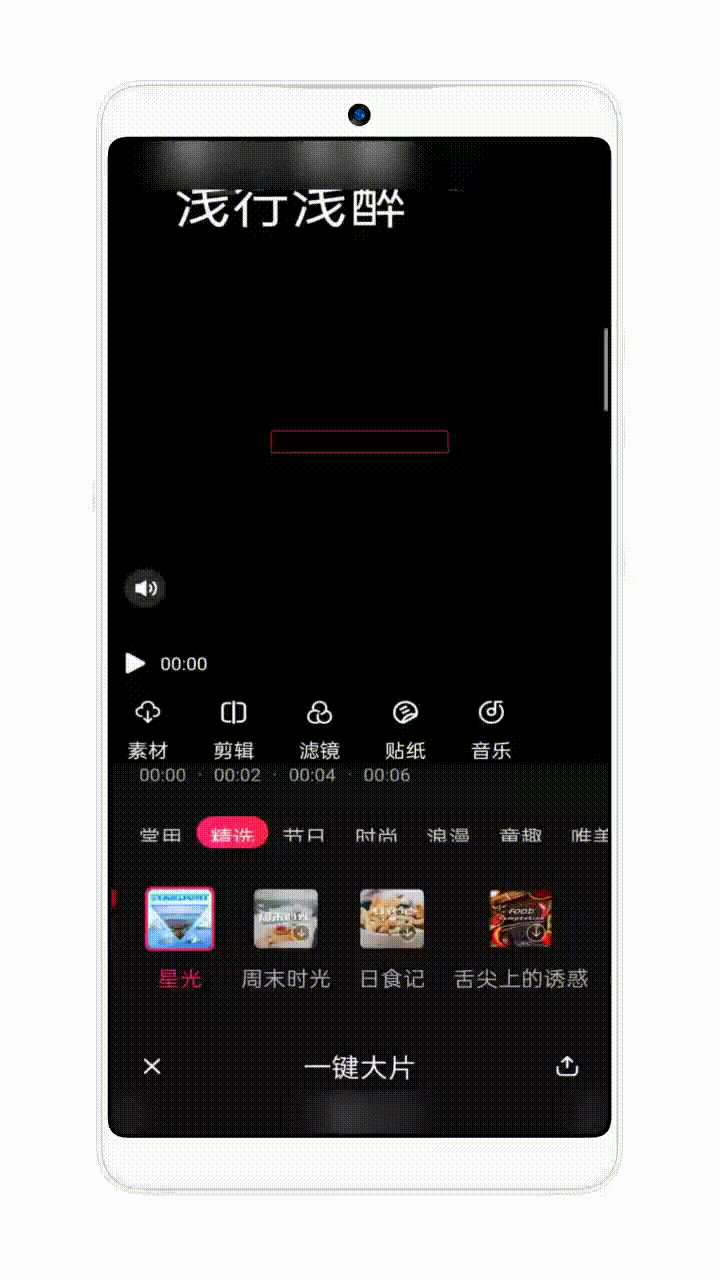 浅行浅醉
00:00
素材 剪辑 滤镜 贴纸 音乐
00:00 · 00:02 · 00:04 · 00:06
常用 精选 节日 时尚 浪漫 童趣 唯美
FOOD
星光 周末时光 日食记 舌尖上的诱惑
一键大片